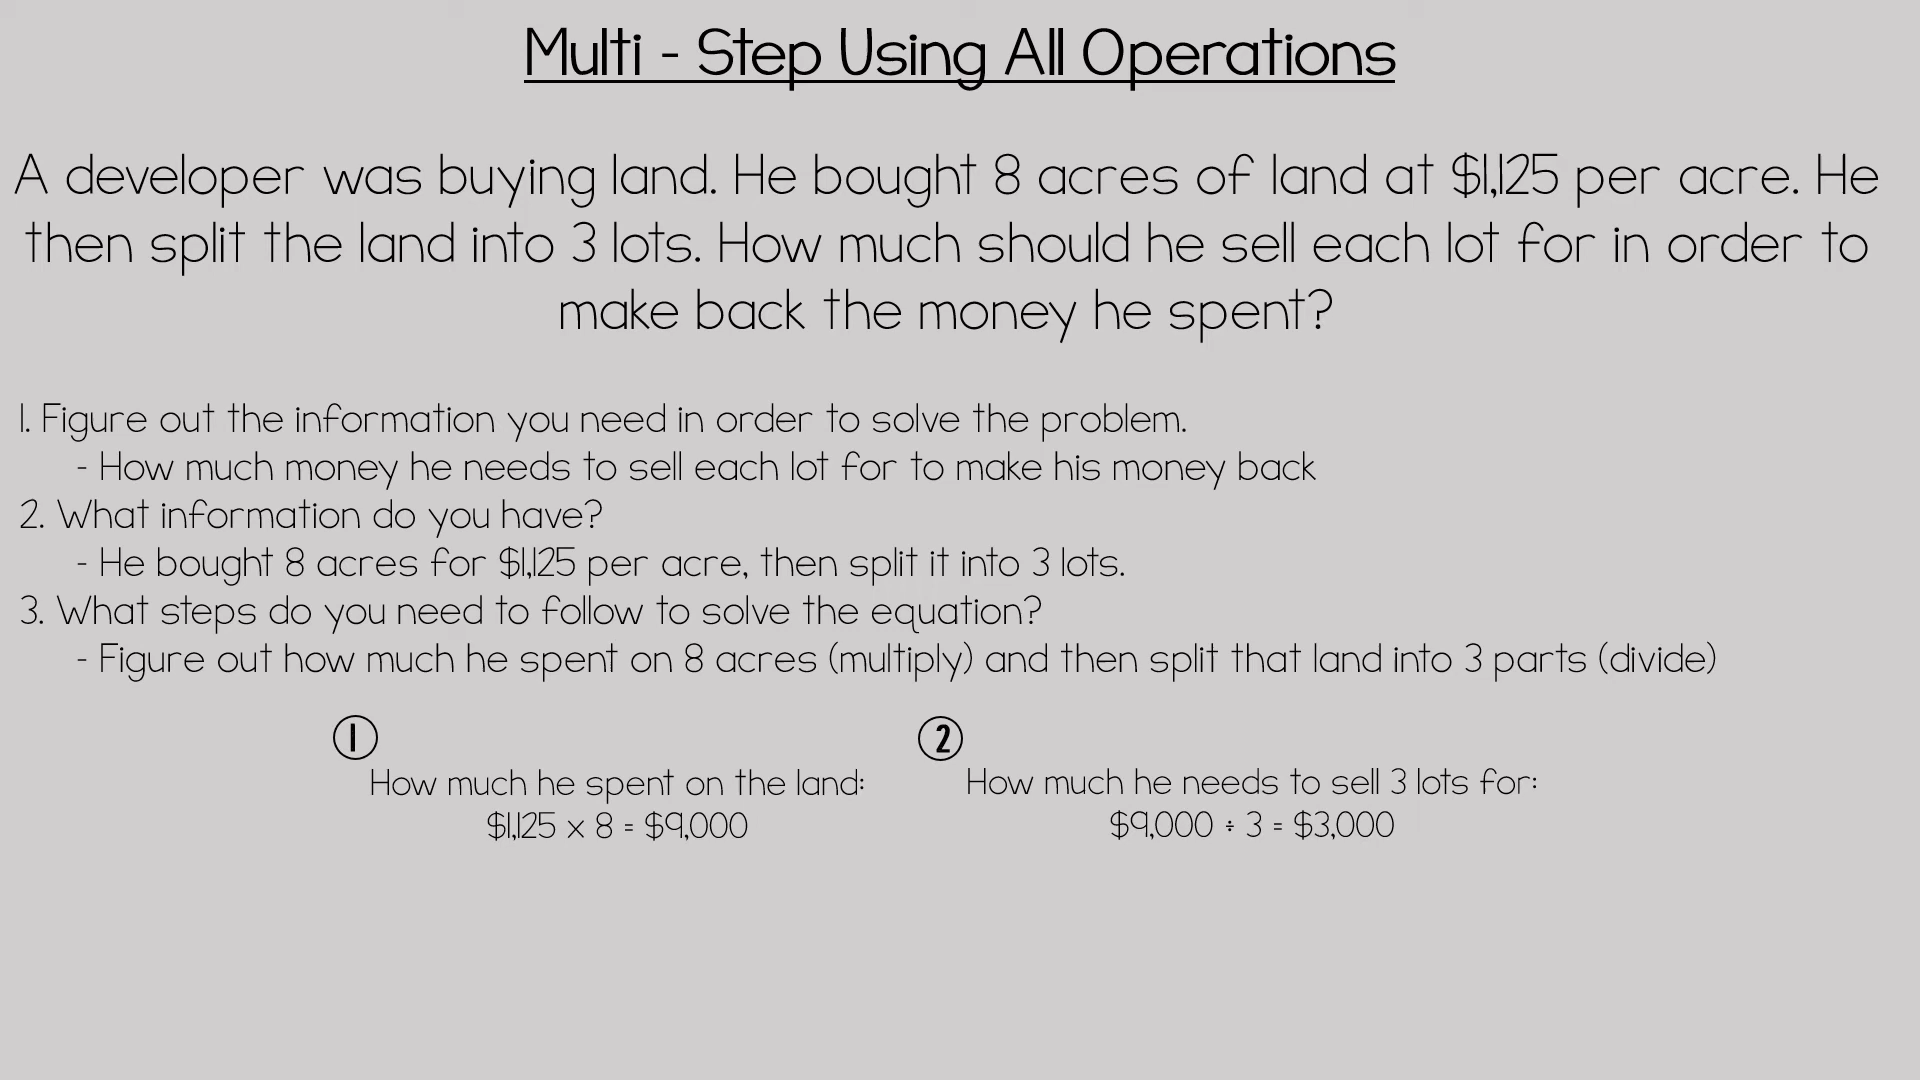 Multi - Step Using All Operations
A developer was buying land. He bought 8 acres of land at $1,125 per acre. He
then split the land into 3 lots. How much should he sell each lot for in order to
make back the money he spent?
1. Figure out the information you need in order to solve the problem.
- How much money he needs to sell each lot for to make his money back
2. What information do you have?
- He bought 8 acres for $1,125 per acre, then split it into 3 lots.
3. What steps do you need to follow to solve the equation?
- Figure out how much he spent on 8 acres (multiply) and then split that land into 3 parts (divide)
①
How much he spent on the land:
$1,125 x 8 = $9,000
②
How much he needs to sell 3 lots for:
$9,000 ÷ 3 = $3,000